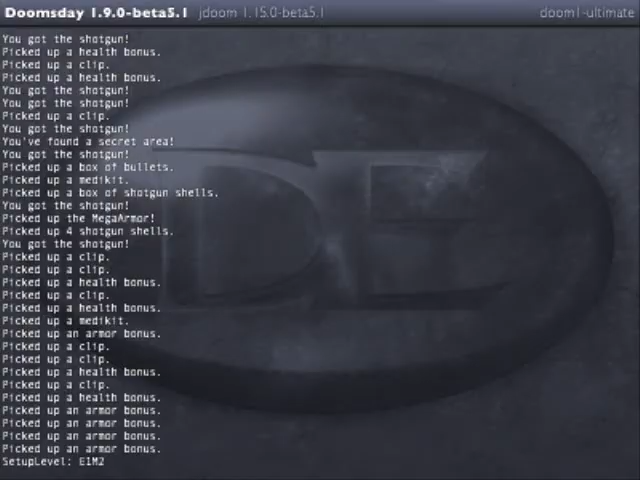 Doomsday 1.9.0-beta5.1 jdoom 1.15.0-beta5.1 doom1-ultimate
You got the shotgun!
Picked up a health bonus.
Picked up a clip.
Picked up a health bonus.
You got the shotgun!
You got the shotgun!
Picked up a clip.
You got the shotgun!
You've found a secret area!
You got the shotgun!
Picked up a box of bullets.
Picked up a medikit.
Picked up a box of shotgun shells.
You got the shotgun!
Picked up the MegaArmor!
Picked up 4 shotgun shells.
You got the shotgun!
Picked up a clip.
Picked up a clip.
Picked up a health bonus.
Picked up a clip.
Picked up a health bonus.
Picked up a medikit.
Picked up an armor bonus.
Picked up a clip.
Picked up a clip.
Picked up a health bonus.
Picked up a clip.
Picked up a health bonus.
Picked up an armor bonus.
Picked up an armor bonus.
Picked up an armor bonus.
Picked up an armor bonus.
SetupLevel: E1M2
DE